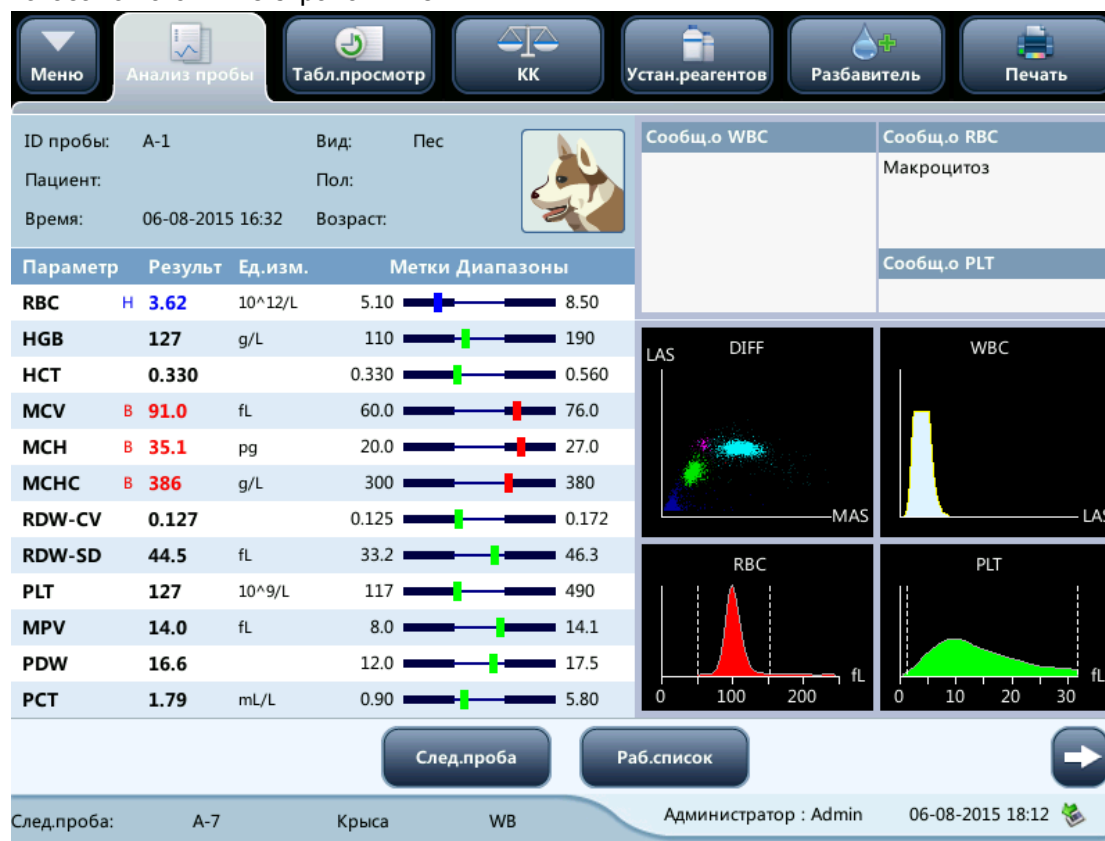 Меню Анализ пробы Табл.просмотр КК Устан.реагентов Разбавитель Печать
ID пробы: A-1 Вид: Пес
Пациент: Пол:
Время: 06-08-2015 16:32 Возраст:
Сообщ.о WBC Сообщ.о RBC
Макроцитоз
Сообщ.о PLT
Параметр Результ Ед.изм. Метки Диапазоны
RBC Н 3.62 10^12/L 5.10 8.50
HGB 127 g/L 110 190
HCT 0.330 0.330 0.560
MCV В 91.0 fL 60.0 76.0
MCH В 35.1 pg 20.0 27.0
MCHC В 386 g/L 300 380
RDW-CV 0.127 0.125 0.172
RDW-SD 44.5 fL 33.2 46.3
PLT 127 10^9/L 117 490
MPV 14.0 fL 8.0 14.1
PDW 16.6 12.0 17.5
PCT 1.79 mL/L 0.90 5.80
LAS DIFF MAS
WBC
RBC
0 100 200 fL
PLT
0 10 20 30 fL
След.проба Раб.список
След.проба: A-7 Крыса WB Администратор : Admin 06-08-2015 18:12